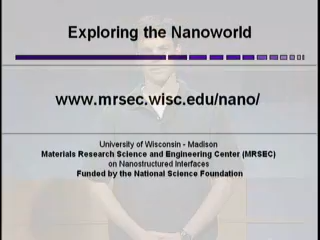 Exploring the Nanoworld
www.mrsec.wisc.edu/nano/
University of Wisconsin - Madison
Materials Research Science and Engineering Center (MRSEC)
on Nanostructured Interfaces
Funded by the National Science Foundation